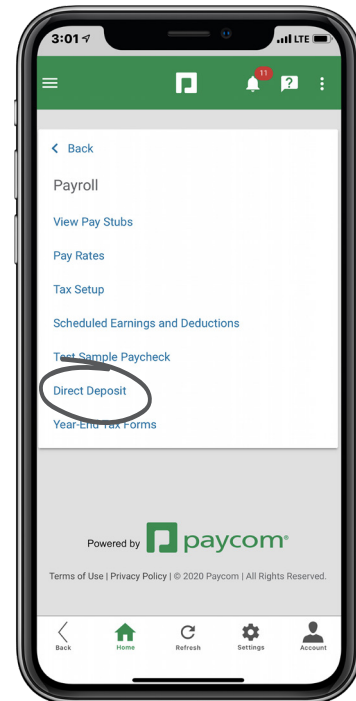 3:01 LTE
11 ?
Back
Payroll
View Pay Stubs
Pay Rates
Tax Setup
Scheduled Earnings and Deductions
Test Sample Paycheck
Direct Deposit
Year-End Tax Forms
Powered by paycom®
Terms of Use | Privacy Policy | © 2020 Paycom | All Rights Reserved.
Back Home Refresh Settings Account